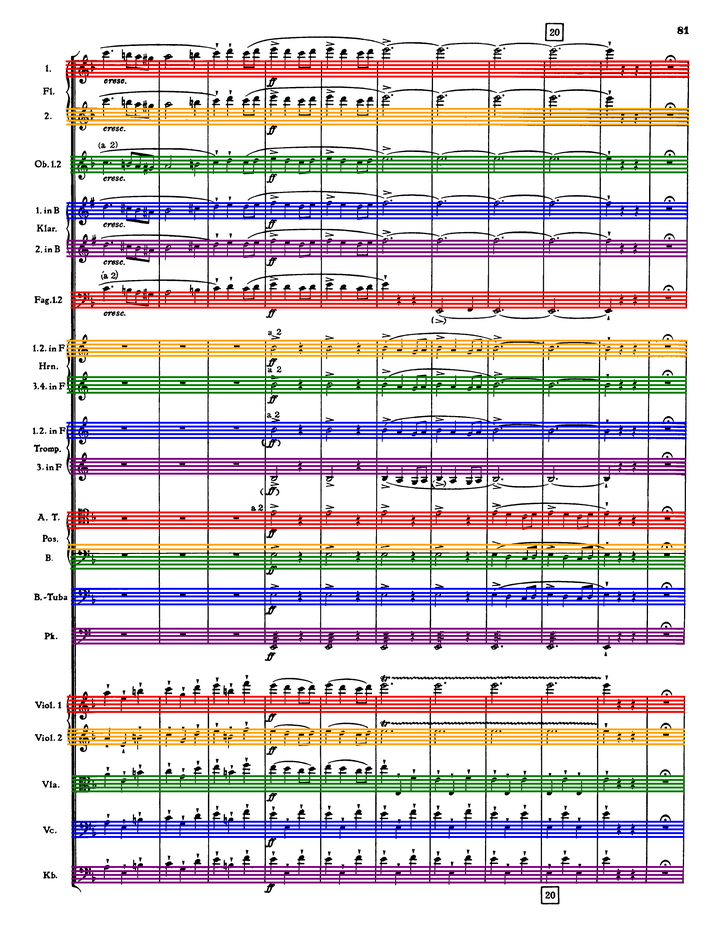 20
81
1.
cresc.
ff
Fl.
2.
cresc.
ff
(a 2)
Ob. 1.2
cresc.
ff
1. in B
cresc.
ff
Klar.
2. in B
cresc.
ff
(a 2)
Fag. 1.2
cresc.
ff
(>)
a 2
1.2. in F
ff
Hrn.
a 2
3.4. in F
ff
a 2
1.2. in F
(ff)
Tromp.
3. in F
(ff)
a 2
A. T.
ff
Pos.
B.
ff
B.-Tuba
ff
Pk.
ff
Viol. 1
ff
Viol. 2
ff
Vla.
ff
Vc.
ff
Kb.
ff
20